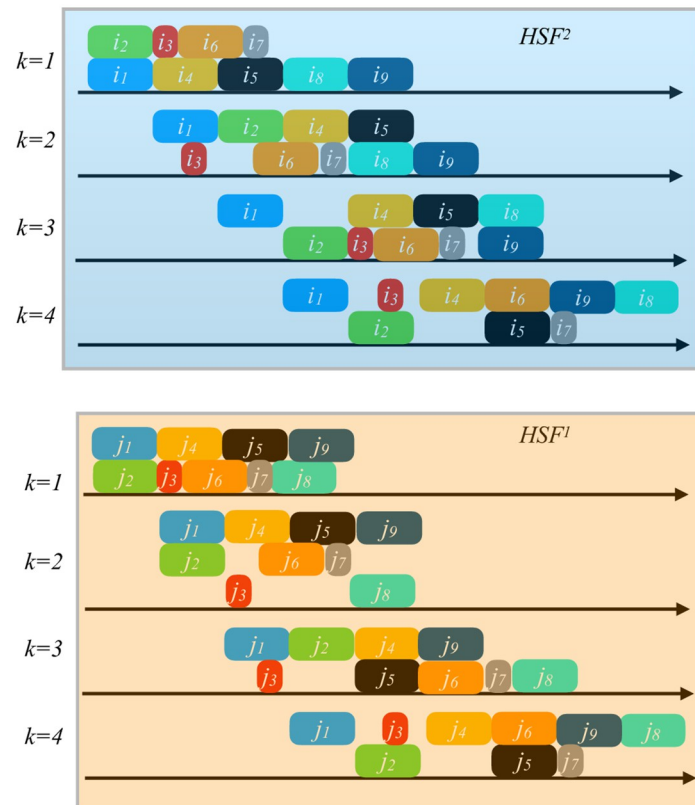 HSF²
i₂ i₃ i₆ i₇
k=1
i₁ i₄ i₅ i₈ i₉
i₁ i₂ i₄ i₅
k=2
i₃ i₆ i₇ i₈ i₉
i₁ i₄ i₅ i₈
k=3
i₂ i₃ i₆ i₇ i₉
i₁ i₃ i₄ i₆ i₉ i₈
k=4
i₂ i₅ i₇
HSF¹
j₁ j₄ j₅ j₉
k=1
j₂ j₃ j₆ j₇ j₈
j₁ j₄ j₅ j₉
k=2
j₂ j₆ j₇
j₃ j₈
k=3
j₁ j₂ j₄ j₉
j₃ j₅ j₆ j₇ j₈
j₁ j₃ j₄ j₆ j₉ j₈
k=4
j₂ j₅ j₇